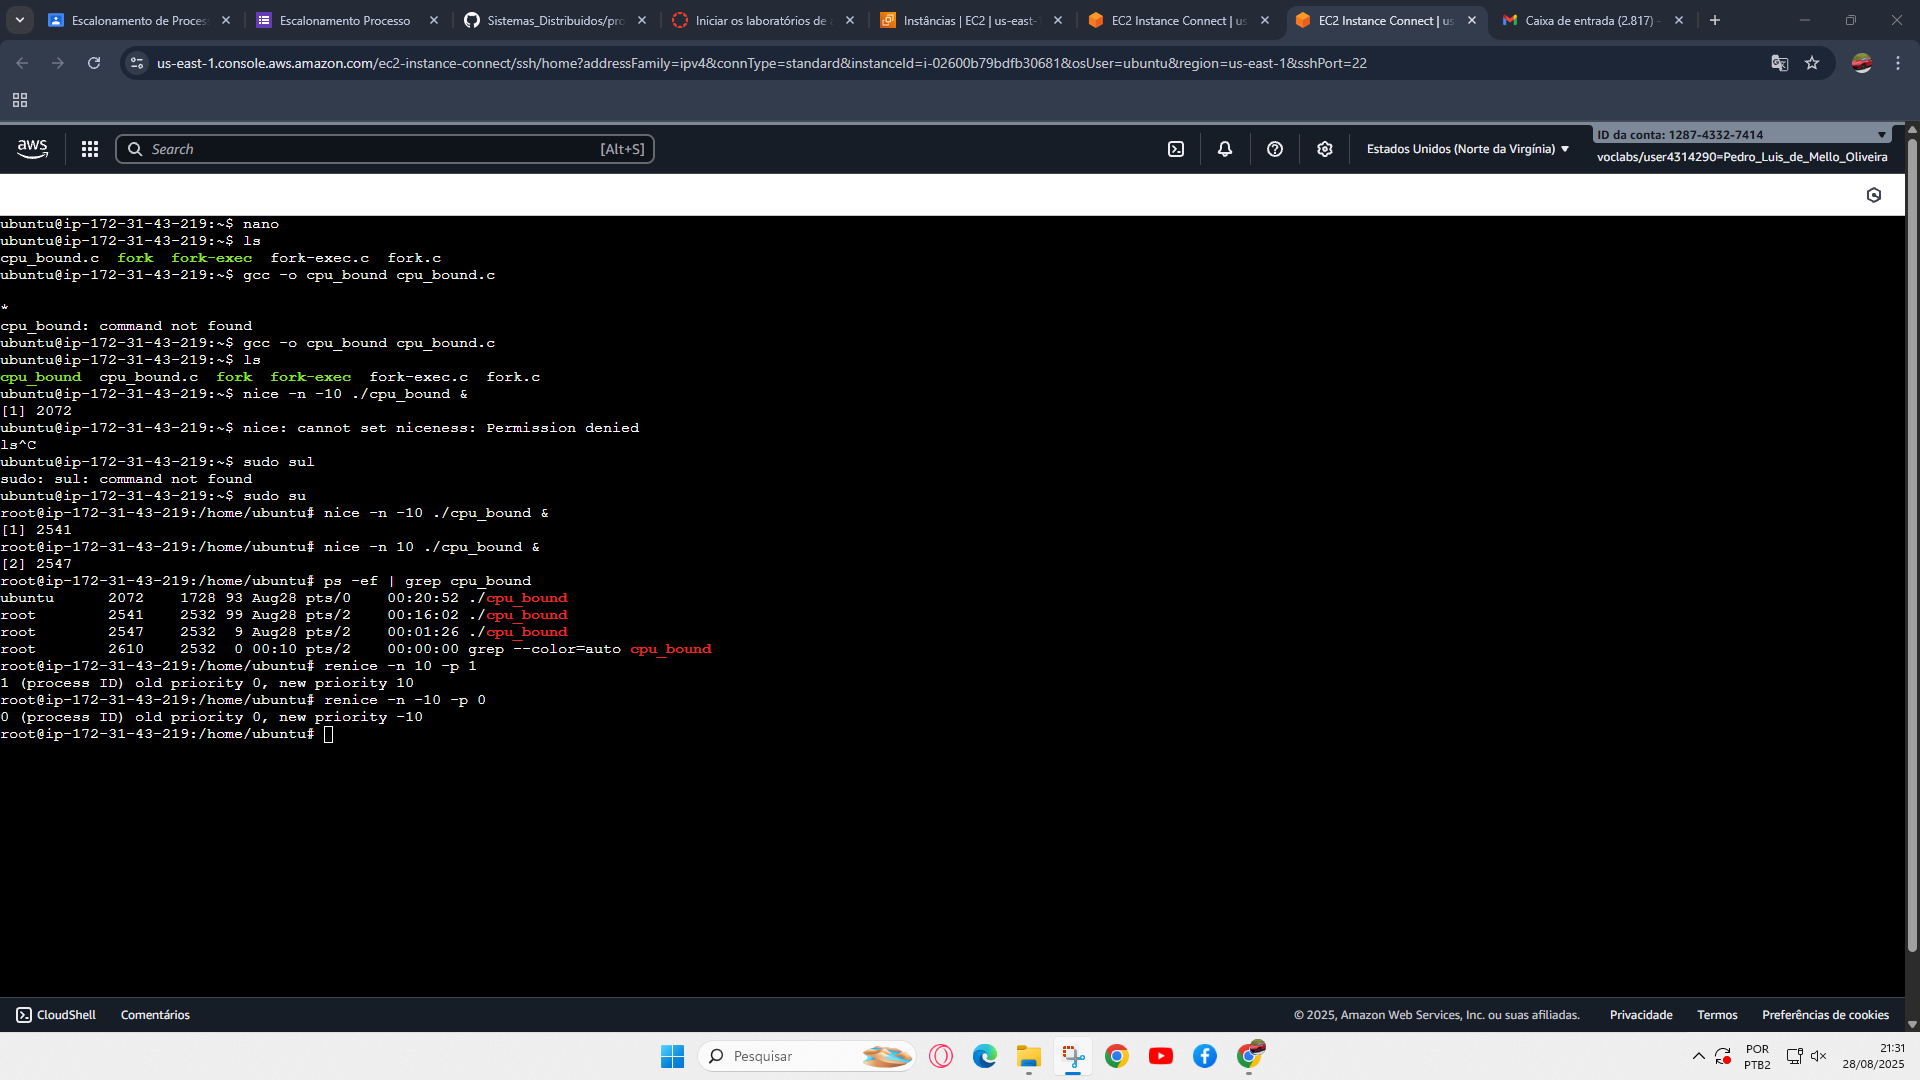 Escalonamento de Proces
Escalonamento Processo
Sistemas_Distribuidos/pro
Iniciar os laboratórios de a
Instâncias | EC2 | us-east-1
EC2 Instance Connect | us
EC2 Instance Connect | us
Caixa de entrada (2.817) -
us-east-1.console.aws.amazon.com/ec2-instance-connect/ssh/home?addressFamily=ipv4&connType=standard&instanceId=i-02600b79bdfb30681&osUser=ubuntu&region=us-east-1&sshPort=22
aws
Search
[Alt+S]
Estados Unidos (Norte da Virgínia)
ID da conta: 1287-4332-7414
voclabs/user4314290=Pedro_Luis_de_Mello_Oliveira
ubuntu@ip-172-31-43-219:~$ nano
ubuntu@ip-172-31-43-219:~$ ls
cpu_bound.c  fork  fork-exec  fork-exec.c  fork.c
ubuntu@ip-172-31-43-219:~$ gcc -o cpu_bound cpu_bound.c
*
cpu_bound: command not found
ubuntu@ip-172-31-43-219:~$ gcc -o cpu_bound cpu_bound.c
ubuntu@ip-172-31-43-219:~$ ls
cpu_bound  cpu_bound.c  fork  fork-exec  fork-exec.c  fork.c
ubuntu@ip-172-31-43-219:~$ nice -n -10 ./cpu_bound &
[1] 2072
ubuntu@ip-172-31-43-219:~$ nice: cannot set niceness: Permission denied
ls^C
ubuntu@ip-172-31-43-219:~$ sudo sul
sudo: sul: command not found
ubuntu@ip-172-31-43-219:~$ sudo su
root@ip-172-31-43-219:/home/ubuntu# nice -n -10 ./cpu_bound &
[1] 2541
root@ip-172-31-43-219:/home/ubuntu# nice -n 10 ./cpu_bound &
[2] 2547
root@ip-172-31-43-219:/home/ubuntu# ps -ef | grep cpu_bound
ubuntu      2072    1728 93 Aug28 pts/0    00:20:52 ./cpu_bound
root        2541    2532 99 Aug28 pts/2    00:16:02 ./cpu_bound
root        2547    2532  9 Aug28 pts/2    00:01:26 ./cpu_bound
root        2610    2532  0 00:10 pts/2    00:00:00 grep --color=auto cpu_bound
root@ip-172-31-43-219:/home/ubuntu# renice -n 10 -p 1
1 (process ID) old priority 0, new priority 10
root@ip-172-31-43-219:/home/ubuntu# renice -n -10 -p 0
0 (process ID) old priority 0, new priority -10
root@ip-172-31-43-219:/home/ubuntu#
CloudShell
Comentários
© 2025, Amazon Web Services, Inc. ou suas afiliadas.
Privacidade
Termos
Preferências de cookies
Pesquisar
POR
PTB2
21:31
28/08/2025